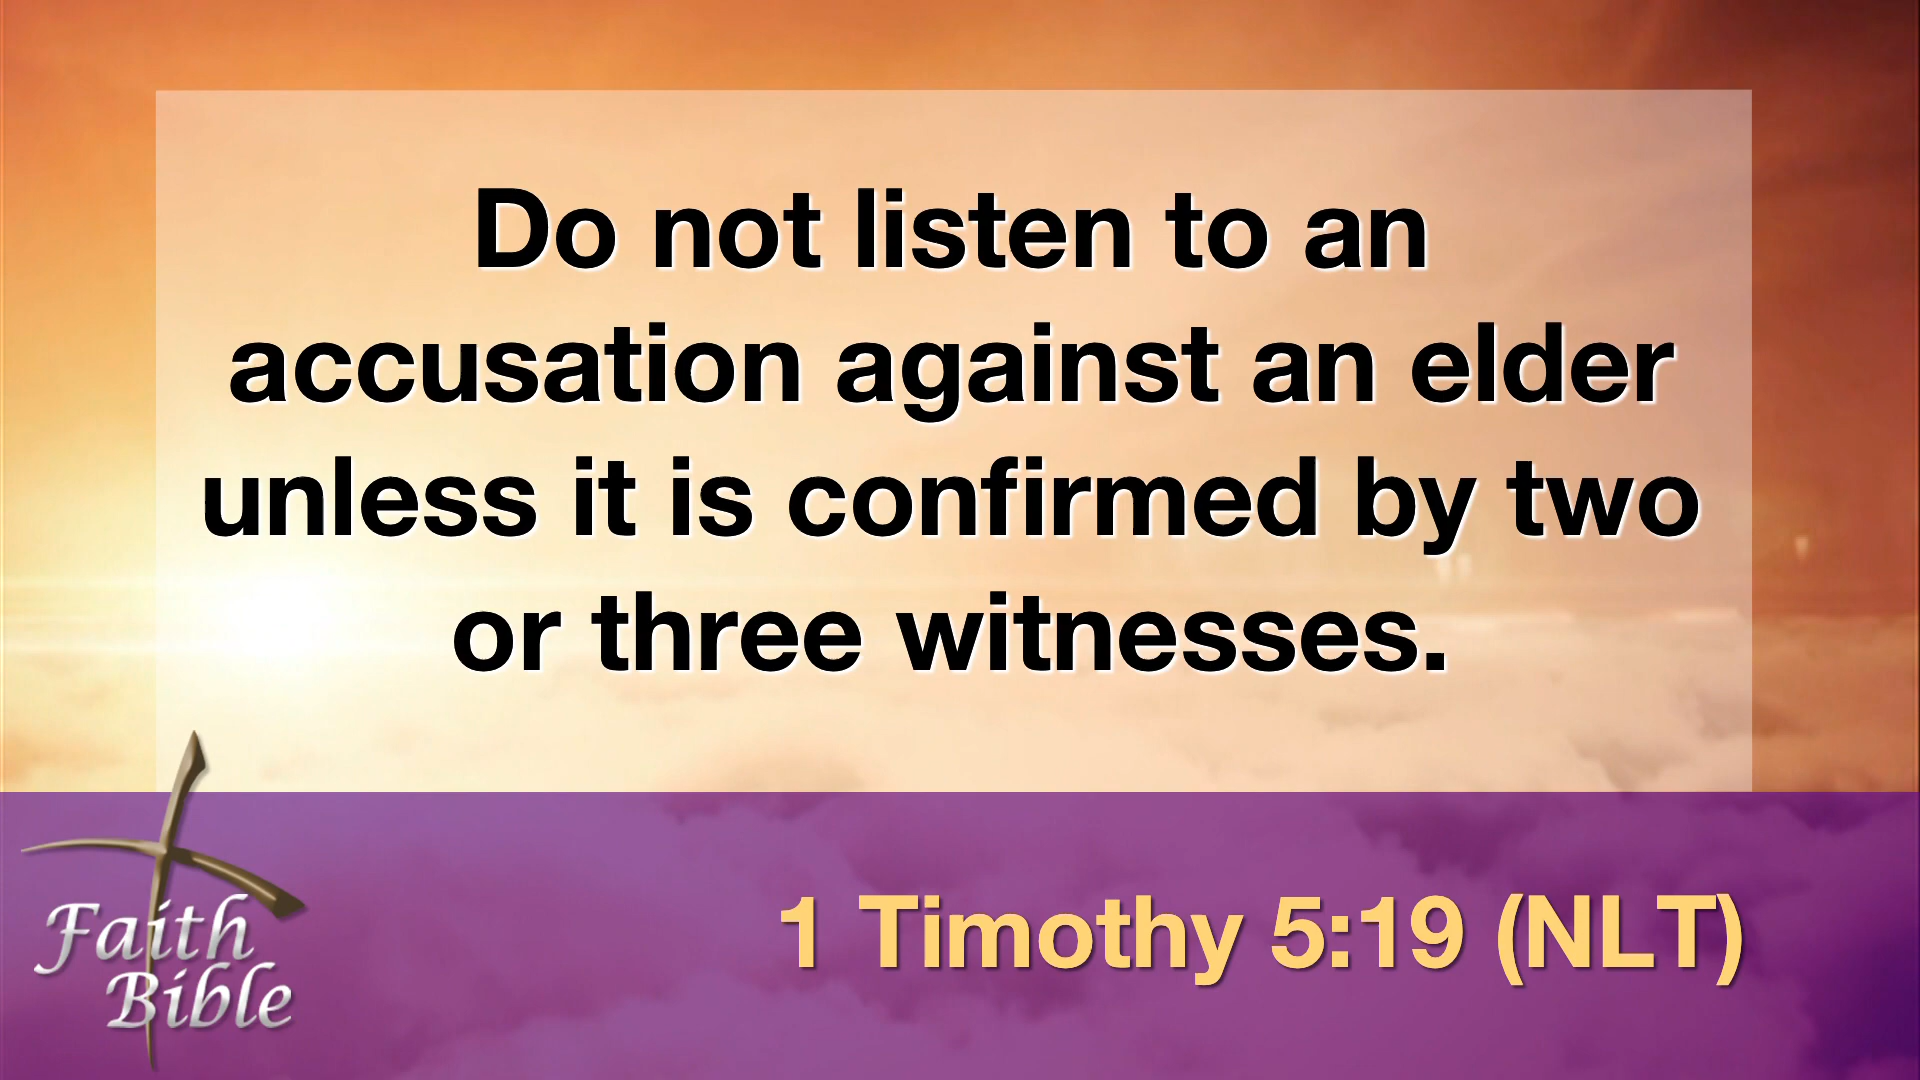 Do not listen to an
accusation against an elder
unless it is confirmed by two
or three witnesses.
1 Timothy 5:19 (NLT)
Faith
Bible